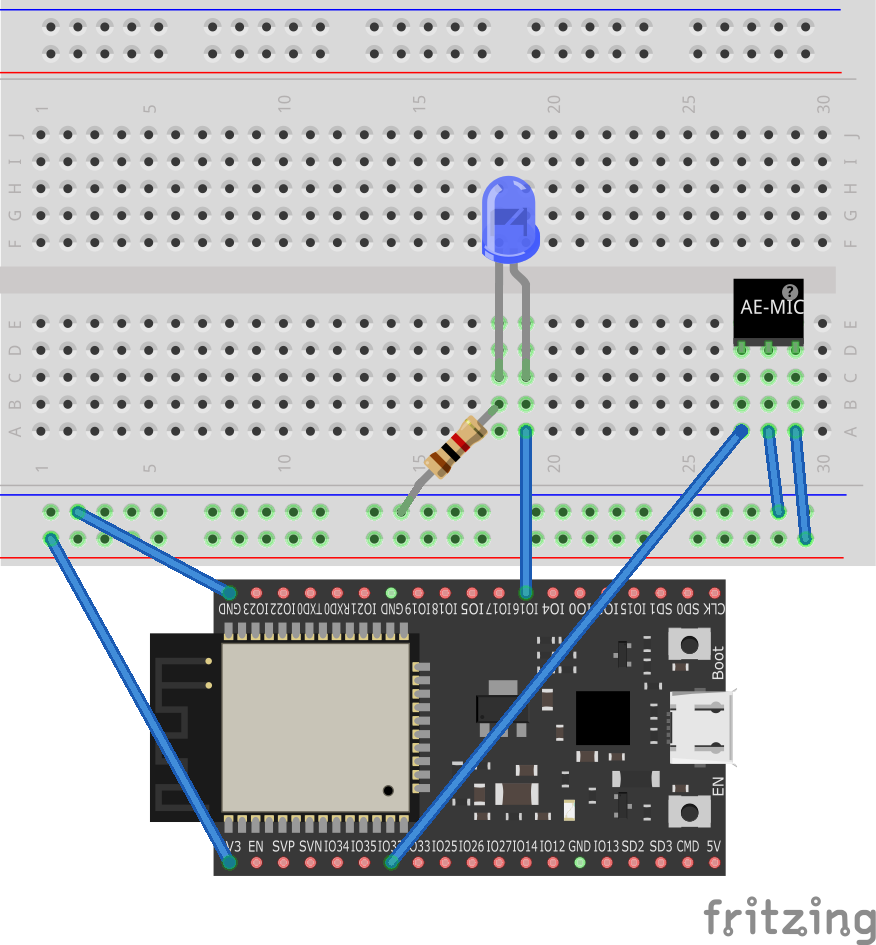 1 5 10 15 20 25 30
J J
I I
H H
G G
F F
AE-MIC
?
E E
D D
C C
B B
A A
1 5 10 15 20 25 30
GND IO23 IO22 TXD0 RXD0 IO21 GND IO19 IO18 IO5 IO17 IO16 IO4 IO0 IO15 SD1 SD0 CLK
Boot
EN
V3 EN SVP SVN IO34 IO35 IO32 IO33 IO25 IO26 IO27 IO14 IO12 GND IO13 SD2 SD3 CMD 5V
fritzing